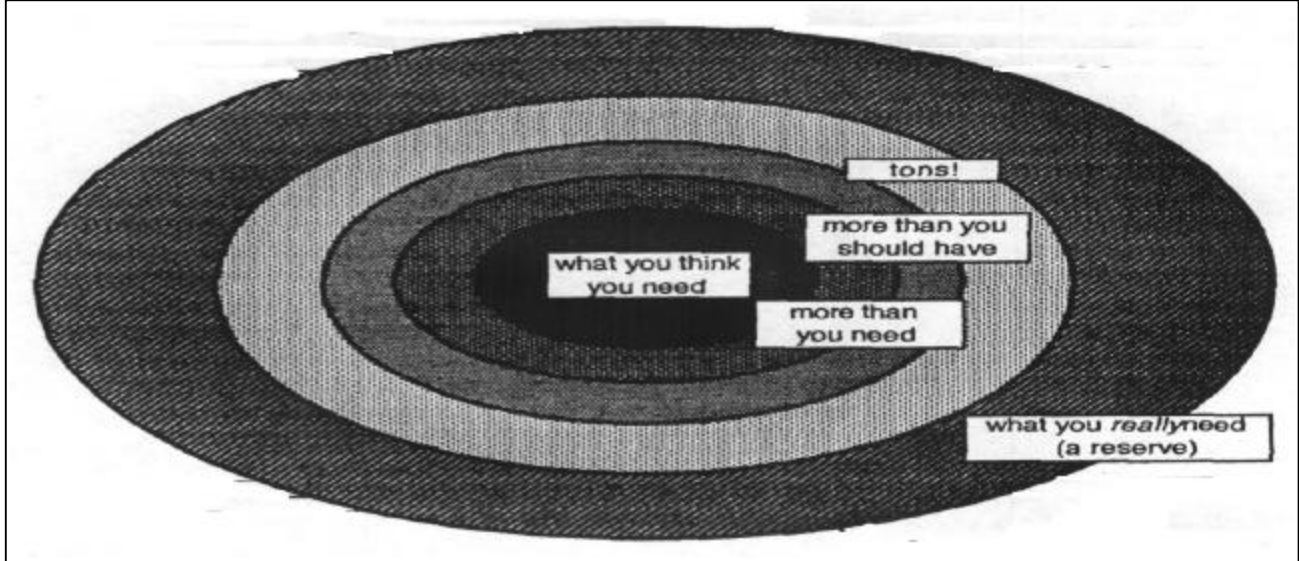 tons!
more than you
should have
what you think
you need
more than
you need
what you reallyneed
(a reserve)